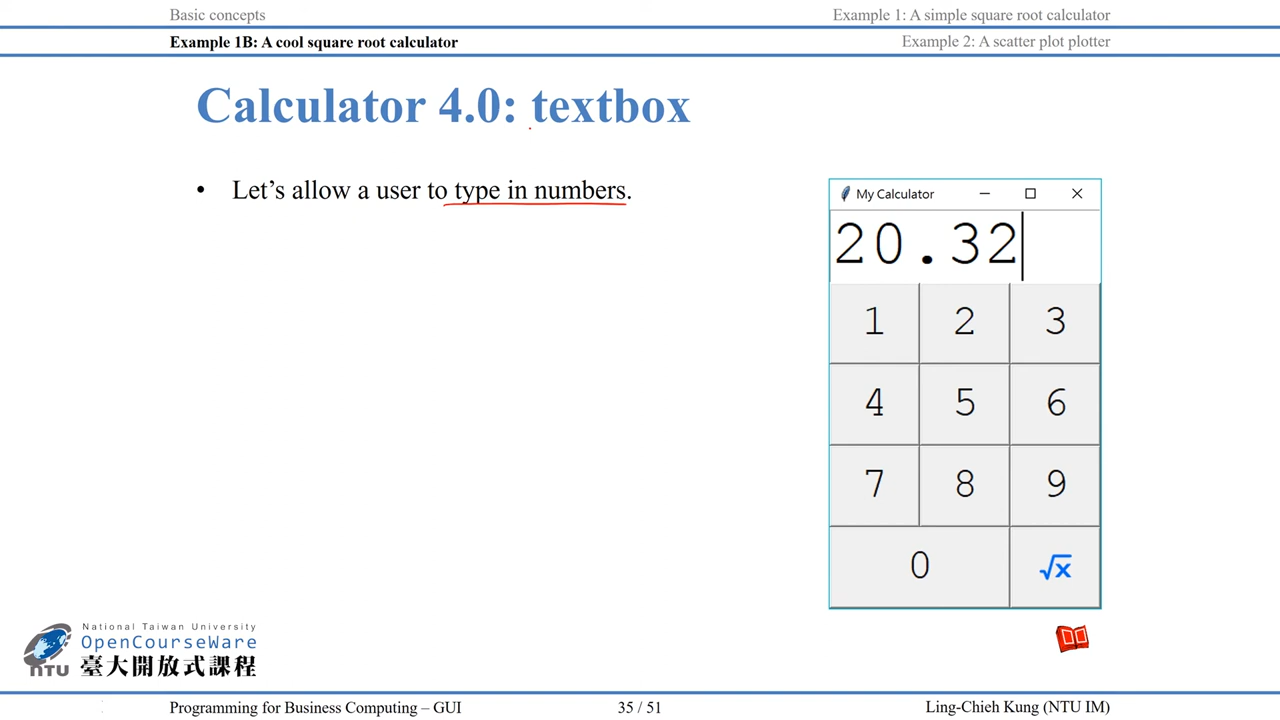 Basic concepts
Example 1: A simple square root calculator
Example 1B: A cool square root calculator
Example 2: A scatter plot plotter
Calculator 4.0: textbox
• Let’s allow a user to type in numbers.
My Calculator
20.32
1 2 3
4 5 6
7 8 9
0 √x
National Taiwan University
OpenCourseWare
NTU 臺大開放式課程
Programming for Business Computing – GUI
35 / 51
Ling-Chieh Kung (NTU IM)